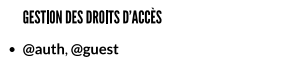 GESTION DES DROITS D'ACCÈS
• @auth, @guest